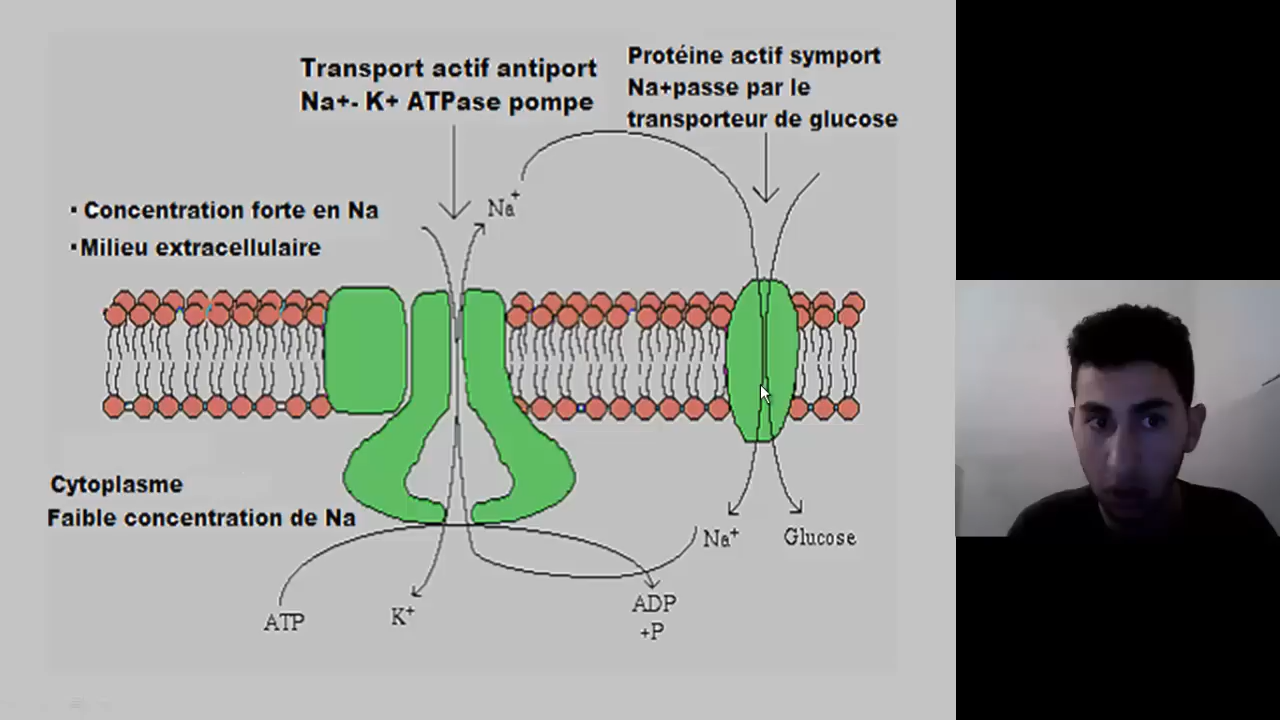 Transport actif antiport
Na+- K+ ATPase pompe
Protéine actif symport
Na+passe par le
transporteur de glucose
Na+
· Concentration forte en Na
· Milieu extracellulaire
Cytoplasme
Faible concentration de Na
Na+
Glucose
ATP
K+
ADP
+P